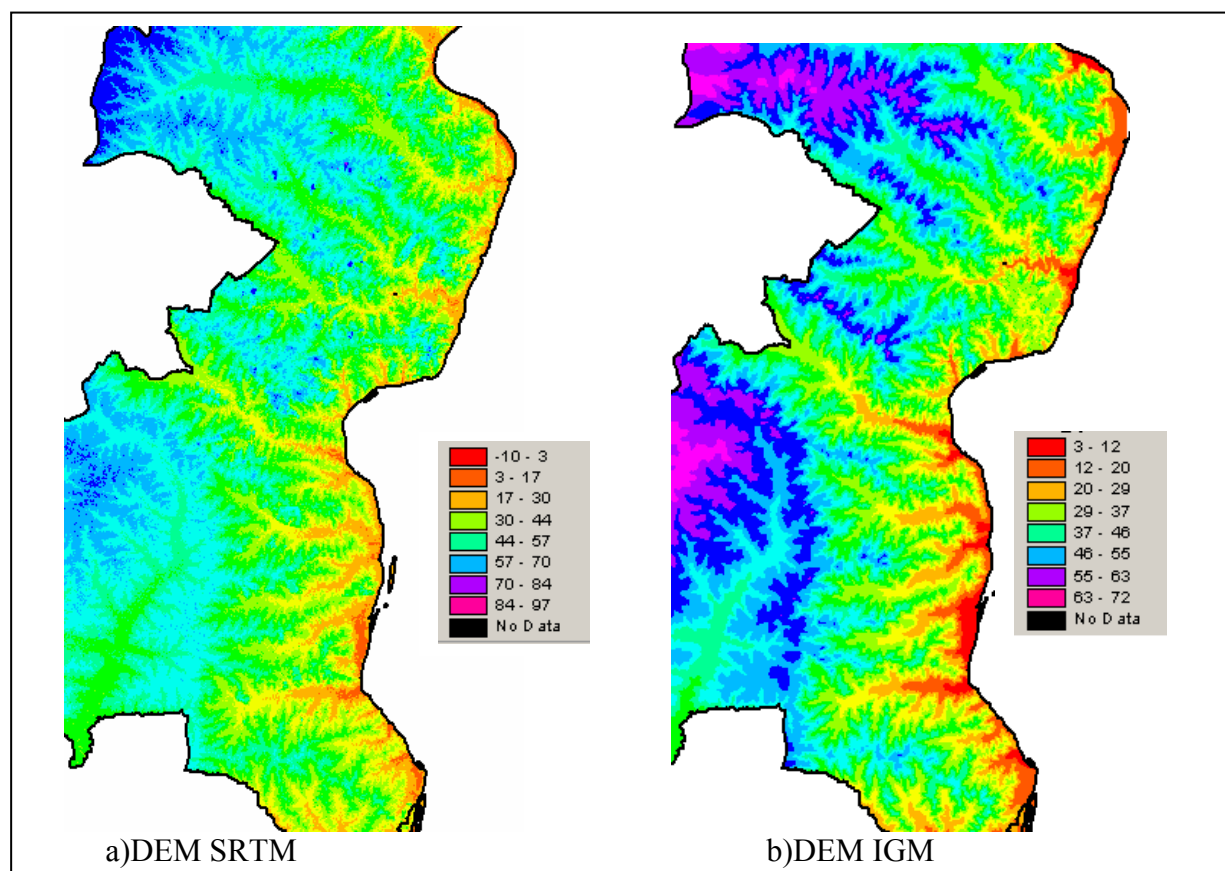 -10 - 3
3 - 17
17 - 30
30 - 44
44 - 57
57 - 70
70 - 84
84 - 97
No Data
3 - 12
12 - 20
20 - 29
29 - 37
37 - 46
46 - 55
55 - 63
63 - 72
No Data
a)DEM SRTM
b)DEM IGM